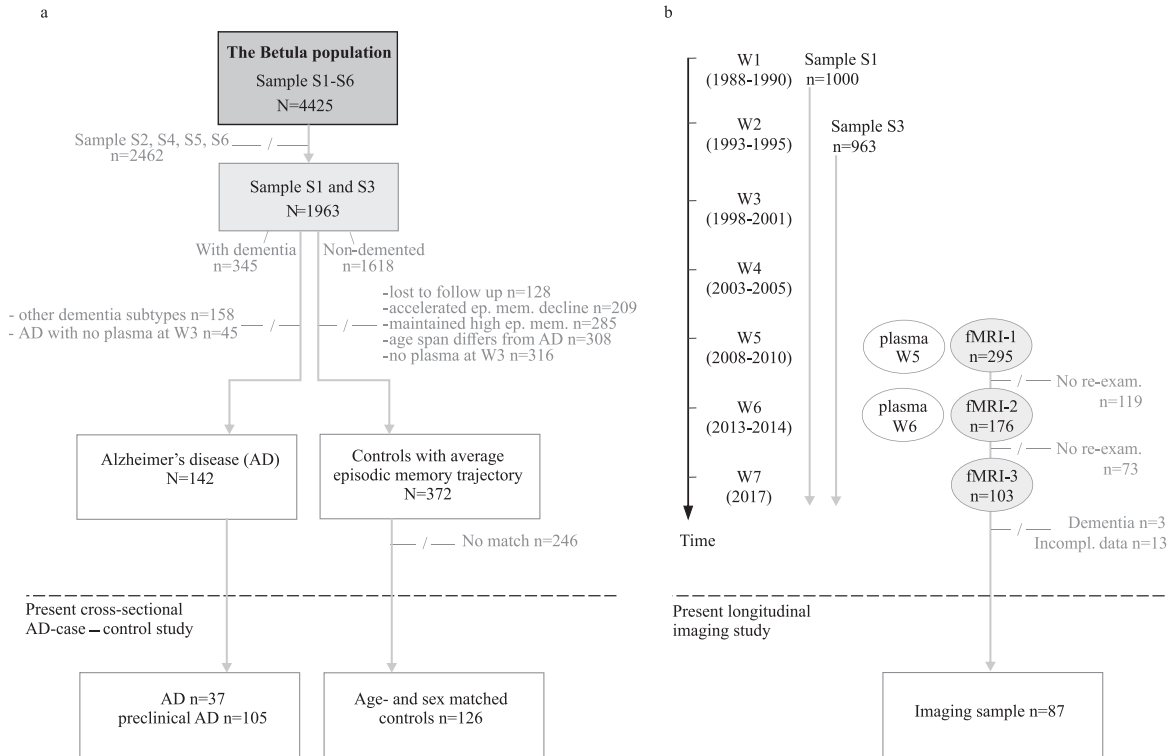 a
The Betula population
Sample S1-S6
N=4425
Sample S2, S4, S5, S6
n=2462
Sample S1 and S3
N=1963
With dementia
n=345
Non-demented
n=1618
- other dementia subtypes n=158
- AD with no plasma at W3 n=45
-lost to follow up n=128
-accelerated ep. mem. decline n=209
-maintained high ep. mem. n=285
-age span differs from AD n=308
-no plasma at W3 n=316
Alzheimer's disease (AD)
N=142
Controls with average
episodic memory trajectory
N=372
No match n=246
Present cross-sectional
AD-case – control study
AD n=37
preclinical AD n=105
Age- and sex matched
controls n=126
b
W1
(1988-1990)
Sample S1
n=1000
W2
(1993-1995)
Sample S3
n=963
W3
(1998-2001)
W4
(2003-2005)
W5
(2008-2010)
plasma
W5
fMRI-1
n=295
No re-exam.
n=119
W6
(2013-2014)
plasma
W6
fMRI-2
n=176
No re-exam.
n=73
W7
(2017)
fMRI-3
n=103
Time
Dementia n=3
Incompl. data n=13
Present longitudinal
imaging study
Imaging sample n=87